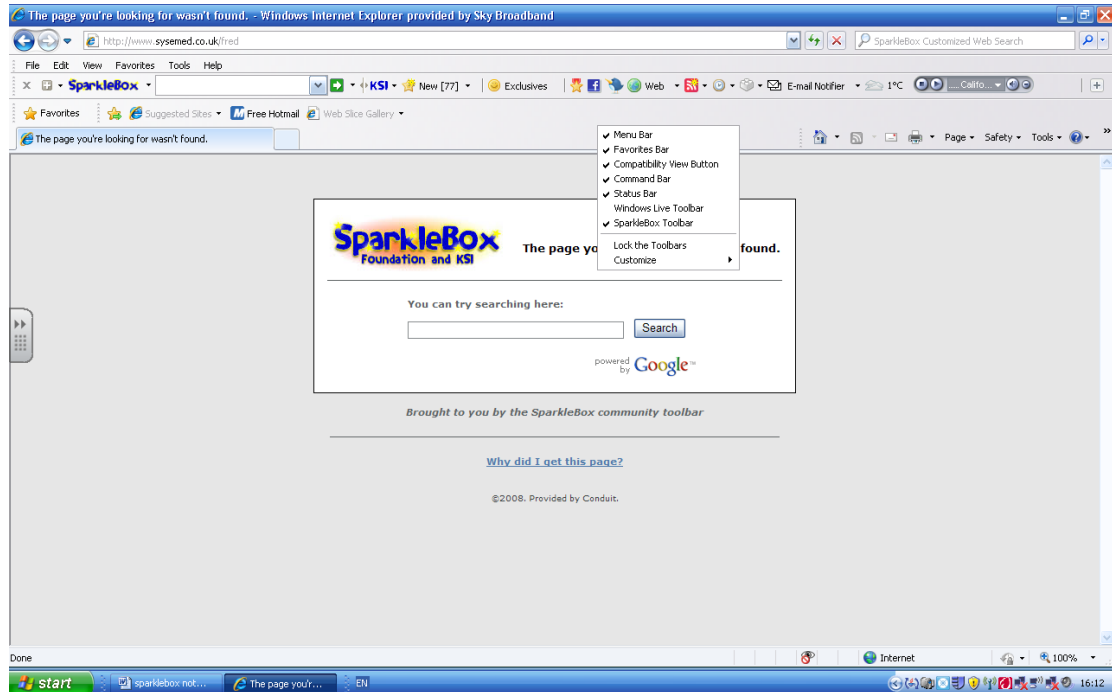 The page you're looking for wasn't found. - Windows Internet Explorer provided by Sky Broadband
http://www.sysemed.co.uk/fred
SparkleBox Customized Web Search
File Edit View Favorites Tools Help
SparkleBox KSI New [77] Exclusives Web E-mail Notifier 1°C .... Califo...
Favorites Suggested Sites Free Hotmail Web Slice Gallery
The page you're looking for wasn't found.
Page Safety Tools
Menu Bar
Favorites Bar
Compatibility View Button
Command Bar
Status Bar
Windows Live Toolbar
SparkleBox Toolbar
Lock the Toolbars
Customize
SparkleBox
Foundation and KSI
The page yo found.
You can try searching here:
Search
powered
by Google™
Brought to you by the SparkleBox community toolbar
Why did I get this page?
©2008. Provided by Conduit.
Done
Internet
100%
start
sparklebox not...
The page you'r...
EN
16:12